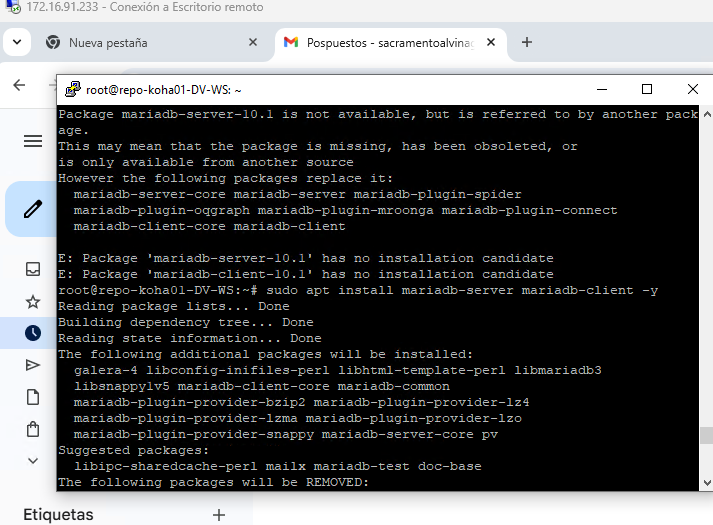 172.16.91.233 - Conexión a Escritorio remoto
Nueva pestaña
Pospuestos - sacramentoalvina
root@repo-koha01-DV-WS: ~
Package mariadb-server-10.1 is not available, but is referred to by another pack
age.
This may mean that the package is missing, has been obsoleted, or
is only available from another source
However the following packages replace it:
mariadb-server-core mariadb-server mariadb-plugin-spider
mariadb-plugin-oqgraph mariadb-plugin-mroonga mariadb-plugin-connect
mariadb-client-core mariadb-client
E: Package 'mariadb-server-10.1' has no installation candidate
E: Package 'mariadb-client-10.1' has no installation candidate
root@repo-koha01-DV-WS:~# sudo apt install mariadb-server mariadb-client -y
Reading package lists... Done
Building dependency tree... Done
Reading state information... Done
The following additional packages will be installed:
galera-4 libconfig-inifiles-perl libhtml-template-perl libmariadb3
libsnappy1v5 mariadb-client-core mariadb-common
mariadb-plugin-provider-bzip2 mariadb-plugin-provider-lz4
mariadb-plugin-provider-lzma mariadb-plugin-provider-lzo
mariadb-plugin-provider-snappy mariadb-server-core pv
Suggested packages:
libipc-sharedcache-perl mailx mariadb-test doc-base
The following packages will be REMOVED:
Etiquetas